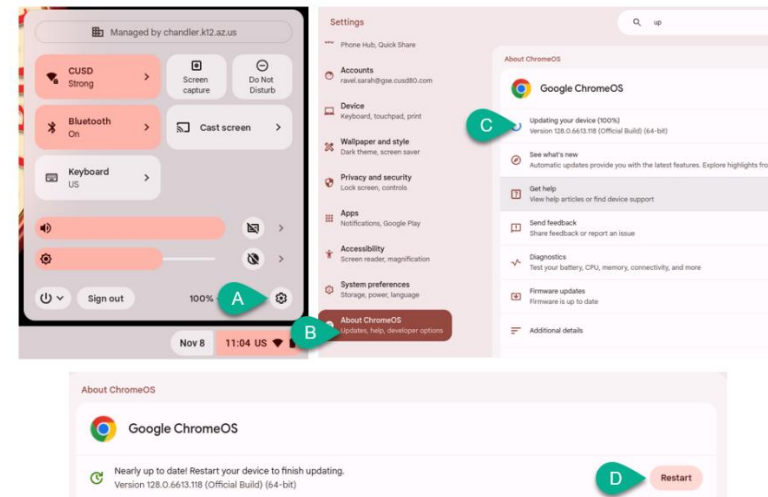 Managed by chandler.k12.az.us
CUSD
Strong
Screen
capture
Do Not
Disturb
Bluetooth
On
Cast screen
Keyboard
US
Sign out
100%
A
Nov 8
11:04 US
Settings
up
Phone Hub, Quick Share
Accounts
ravel.sarah@gse.cusd80.com
Device
Keyboard, touchpad, print
Wallpaper and style
Dark theme, screen saver
Privacy and security
Lock screen, controls
Apps
Notifications, Google Play
Accessibility
Screen reader, magnification
System preferences
Storage, power, language
B
About ChromeOS
Updates, help, developer options
About ChromeOS
Google ChromeOS
C
Updating your device (100%)
Version 128.0.6613.118 (Official Build) (64-bit)
See what's new
Automatic updates provide you with the latest features. Explore highlights fro
Get help
View help articles or find device support
Send feedback
Share feedback or report an issue
Diagnostics
Test your battery, CPU, memory, connectivity, and more
Firmware updates
Firmware is up to date
Additional details
About ChromeOS
Google ChromeOS
Nearly up to date! Restart your device to finish updating.
Version 128.0.6613.118 (Official Build) (64-bit)
D
Restart